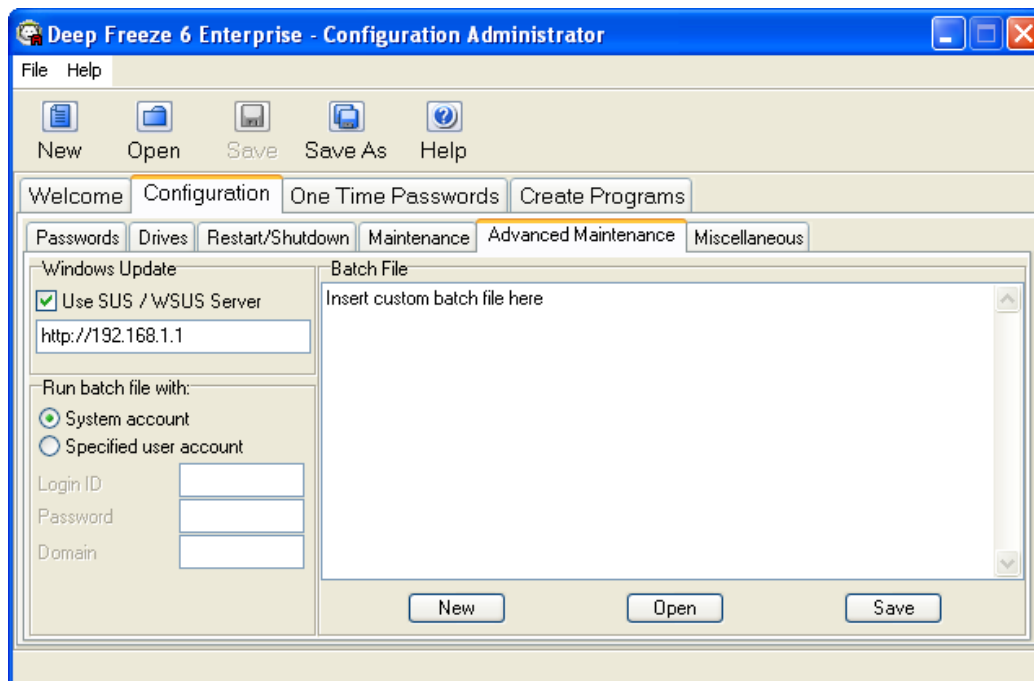 Deep Freeze 6 Enterprise - Configuration Administrator
File Help
New Open Save Save As Help
Welcome Configuration One Time Passwords Create Programs
Passwords Drives Restart/Shutdown Maintenance Advanced Maintenance Miscellaneous
Windows Update
Use SUS / WSUS Server
http://192.168.1.1
Run batch file with:
System account
Specified user account
Login ID
Password
Domain
Batch File
Insert custom batch file here
New Open Save